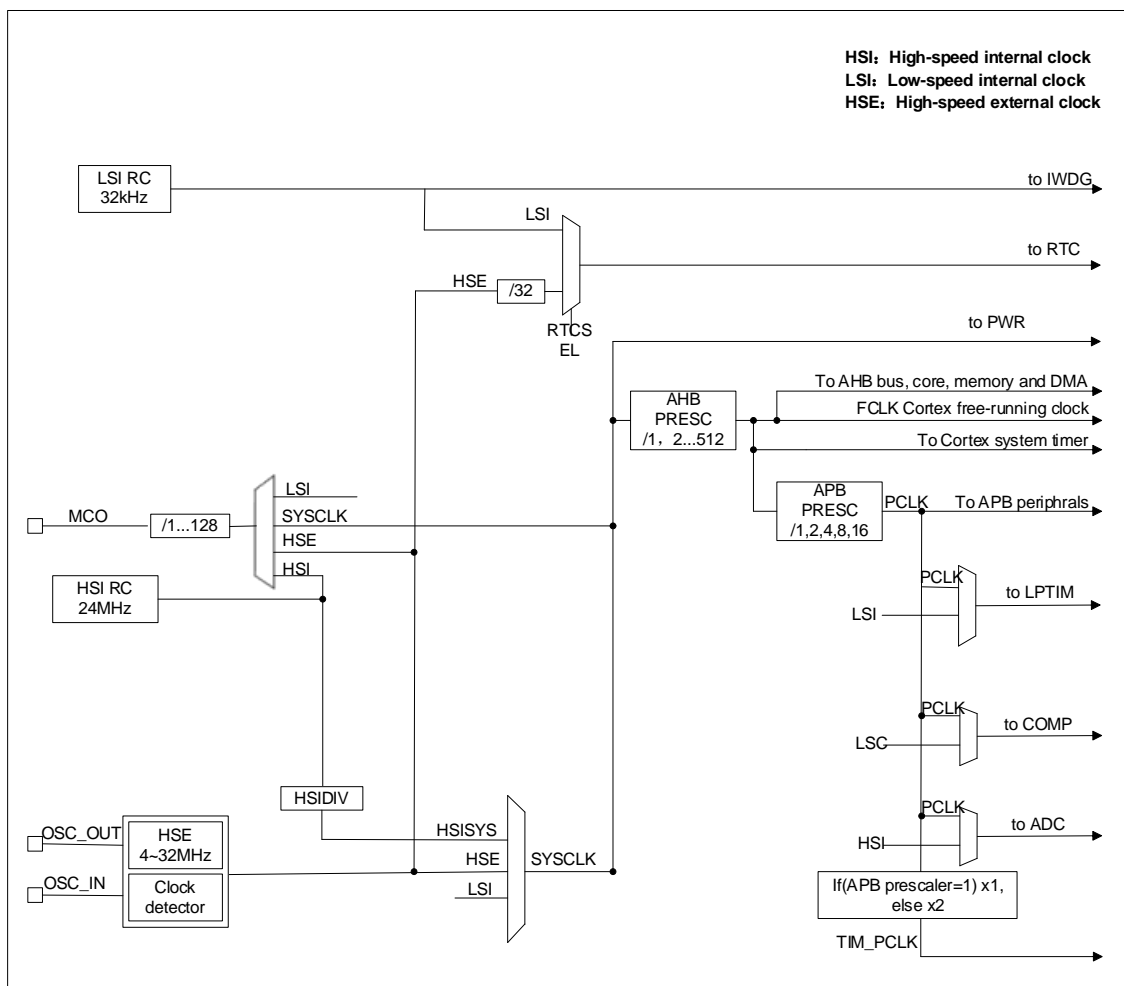 HSI：High-speed internal clock
LSI：Low-speed internal clock
HSE：High-speed external clock
LSI RC
32kHz
to IWDG
LSI
to RTC
HSE
/32
RTCS
EL
to PWR
To AHB bus, core, memory and DMA
AHB
PRESC
/1，2...512
FCLK Cortex free-running clock
To Cortex system timer
LSI
APB
PRESC
/1,2,4,8,16
PCLK
To APB periphrals
MCO
/1...128
SYSCLK
HSE
HSI
HSI RC
24MHz
PCLK
to LPTIM
LSI
PCLK
to COMP
LSC
HSIDIV
PCLK
to ADC
HSI
OSC_OUT
HSE
4~32MHz
HSISYS
HSE
SYSCLK
LSI
OSC_IN
Clock
detector
If(APB prescaler=1) x1,
else x2
TIM_PCLK